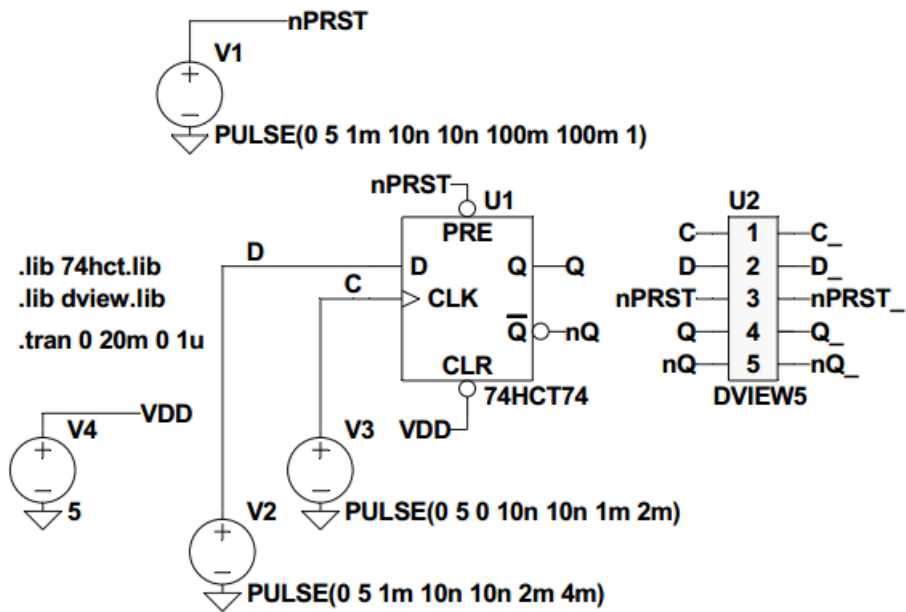 nPRST
V1
PULSE(0 5 1m 10n 10n 100m 100m 1)
nPRST
U1
PRE
D
D
Q
Q
C
CLK
Q
nQ
CLR
74HCT74
VDD
U2
C 1 C_
D 2 D_
nPRST 3 nPRST_
Q 4 Q_
nQ 5 nQ_
DVIEW5
.lib 74hct.lib
.lib dview.lib
.tran 0 20m 0 1u
VDD
V4
5
V3
PULSE(0 5 0 10n 10n 1m 2m)
V2
PULSE(0 5 1m 10n 10n 2m 4m)